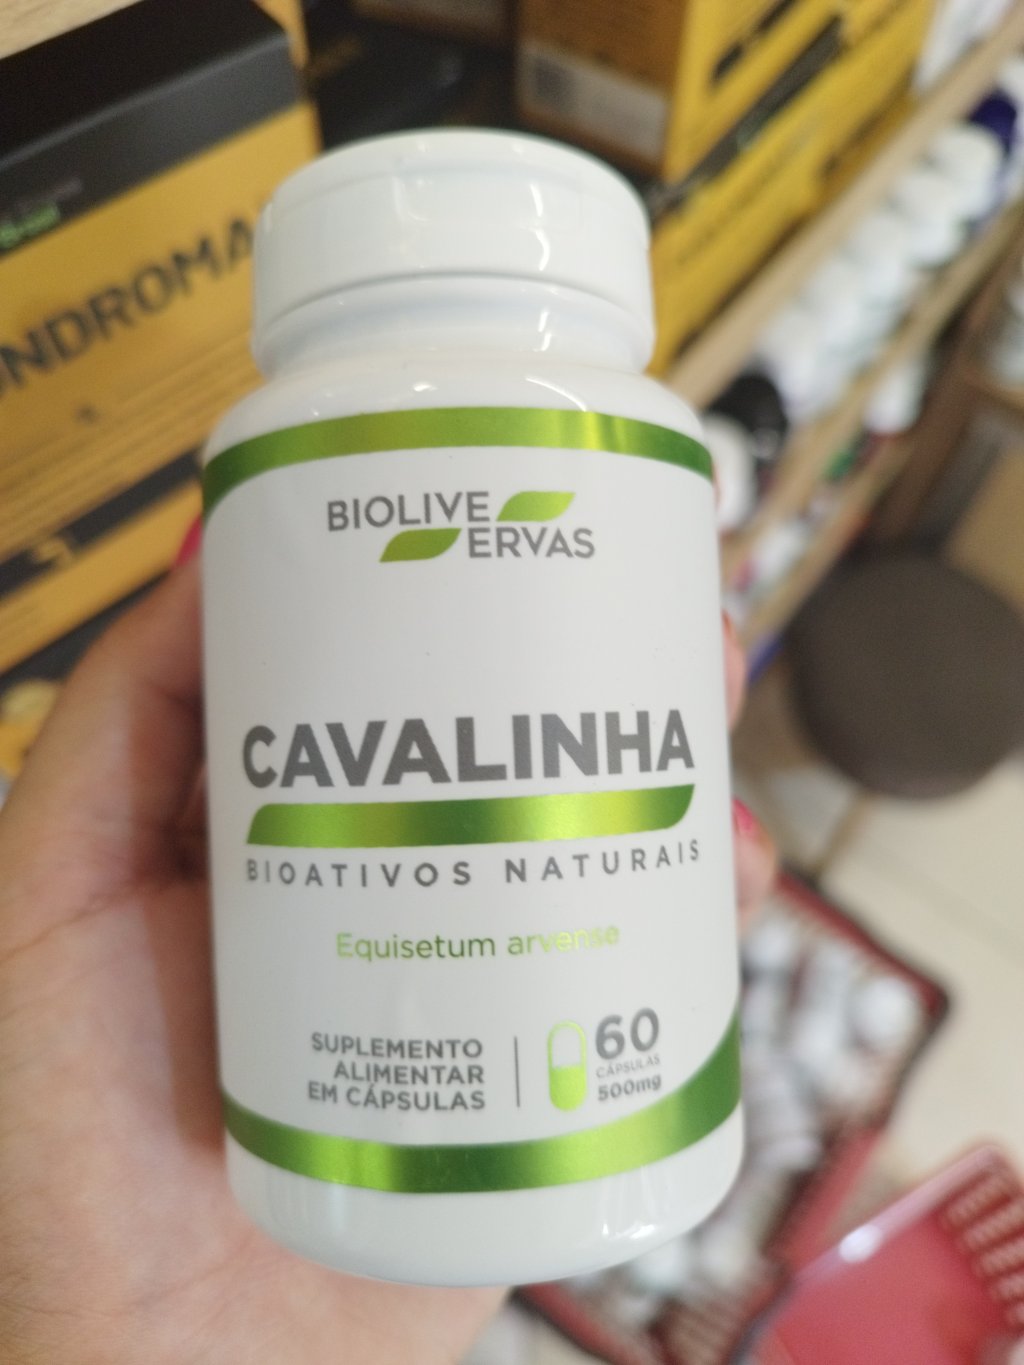 BIOLIVE
ERVAS
CAVALINHA
BIOATIVOS NATURAIS
Equisetum arvense
SUPLEMENTO
ALIMENTAR
EM CÁPSULAS
60
CÁPSULAS
500mg
NDROMA